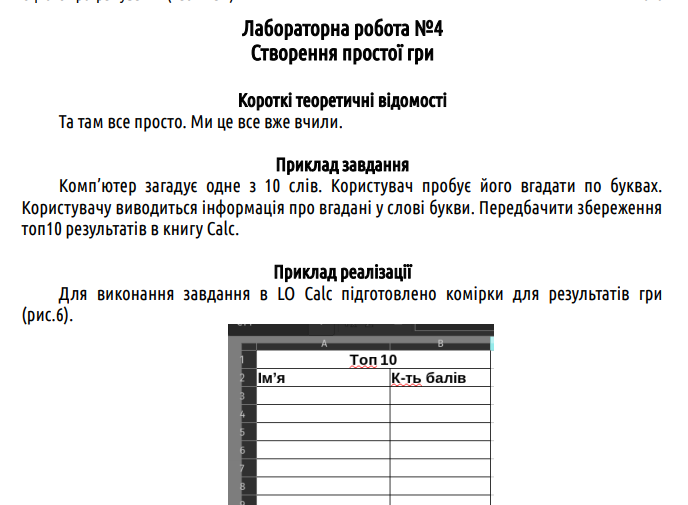 Лабораторна робота №4
Створення простої гри
Короткі теоретичні відомості
Та там все просто. Ми це все вже вчили.
Приклад завдання
Комп’ютер загадує одне з 10 слів. Користувач пробує його вгадати по буквах.
Користувачу виводиться інформація про вгадані у слові букви. Передбачити збереження
топ10 результатів в книгу Calc.
Приклад реалізації
Для виконання завдання в LO Calc підготовлено комірки для результатів гри
(рис.6).
A B
1 Топ 10
2 Ім’я К-ть балів
3
4
5
6
7
8
9